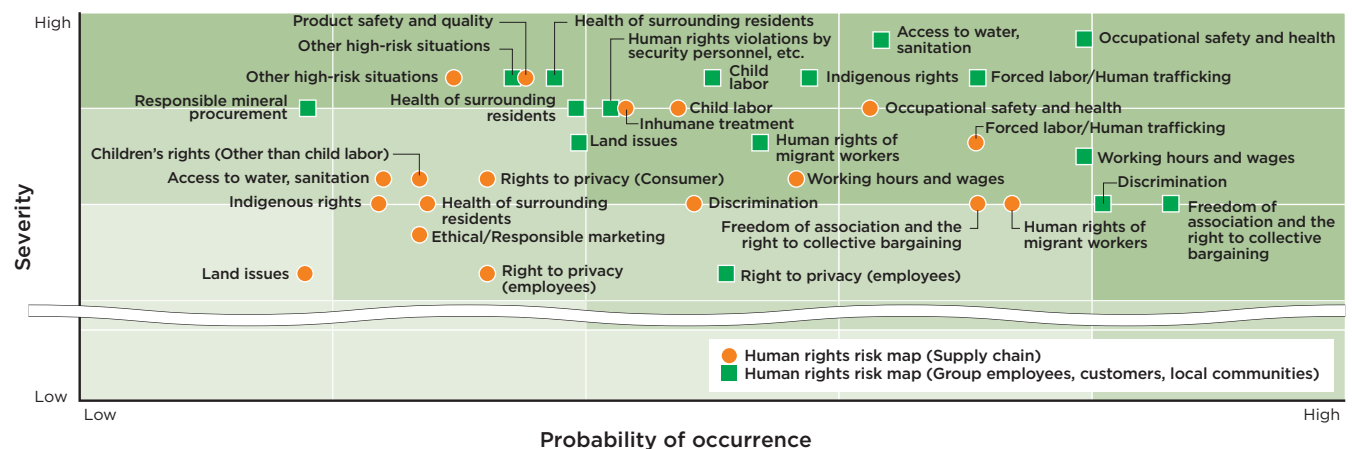 High
Product safety and quality
Health of surrounding residents
Other high-risk situations
Human rights violations by
security personnel, etc.
Access to water,
sanitation
Occupational safety and health
Other high-risk situations
Child
labor
Indigenous rights
Forced labor/Human trafficking
Responsible mineral
procurement
Health of surrounding
residents
Child labor
Inhumane treatment
Occupational safety and health
Forced labor/Human trafficking
Land issues
Human rights of
migrant workers
Working hours and wages
Children's rights (Other than child labor)
Access to water, sanitation
Rights to privacy (Consumer)
Working hours and wages
Discrimination
Indigenous rights
Health of surrounding
residents
Discrimination
Freedom of association and the
right to collective bargaining
Human rights of
migrant workers
Freedom of
association and the
right to collective
bargaining
Ethical/Responsible marketing
Land issues
Right to privacy
(employees)
Right to privacy (employees)
Severity
Human rights risk map (Supply chain)
Human rights risk map (Group employees, customers, local communities)
Low
Low
High
Probability of occurrence